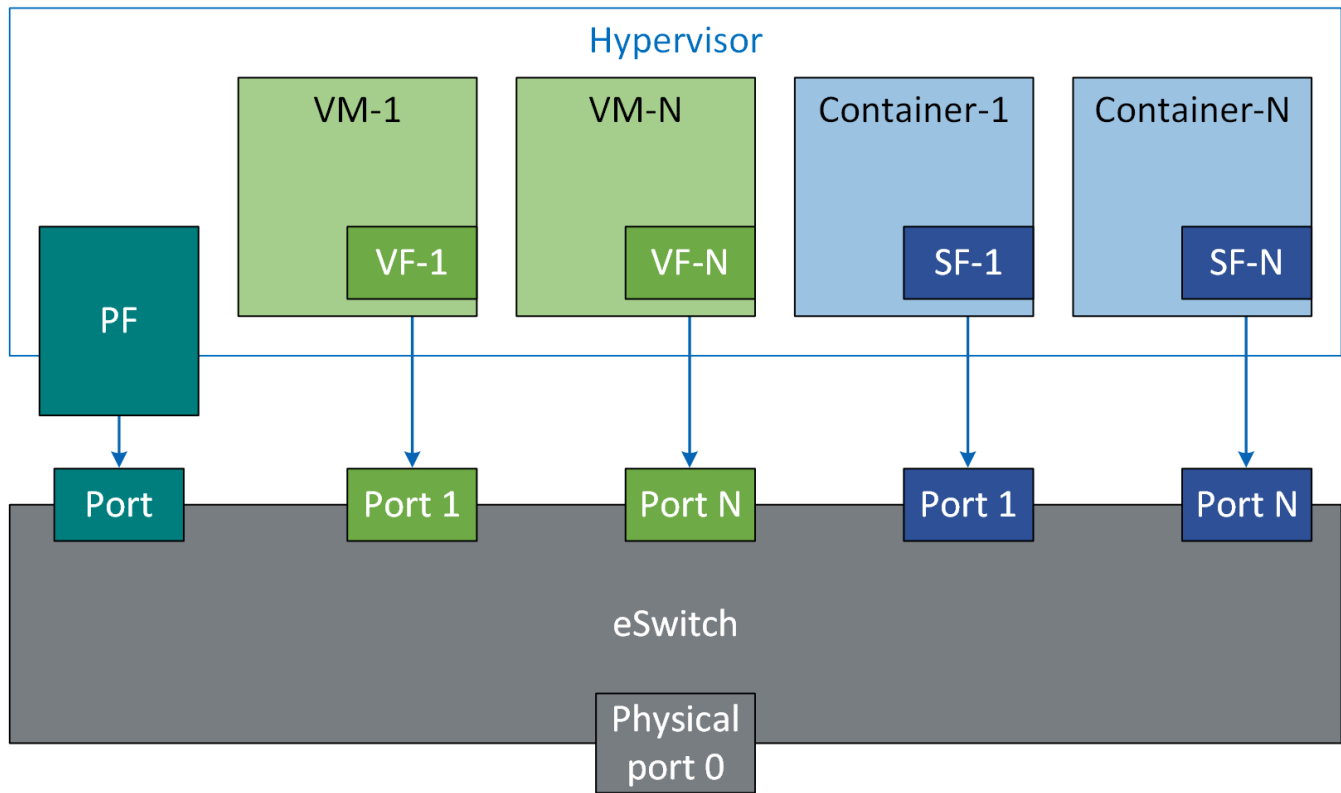 Hypervisor
VM-1
VM-N
Container-1
Container-N
VF-1
VF-N
SF-1
SF-N
PF
Port
Port 1
Port N
Port 1
Port N
eSwitch
Physical
port 0